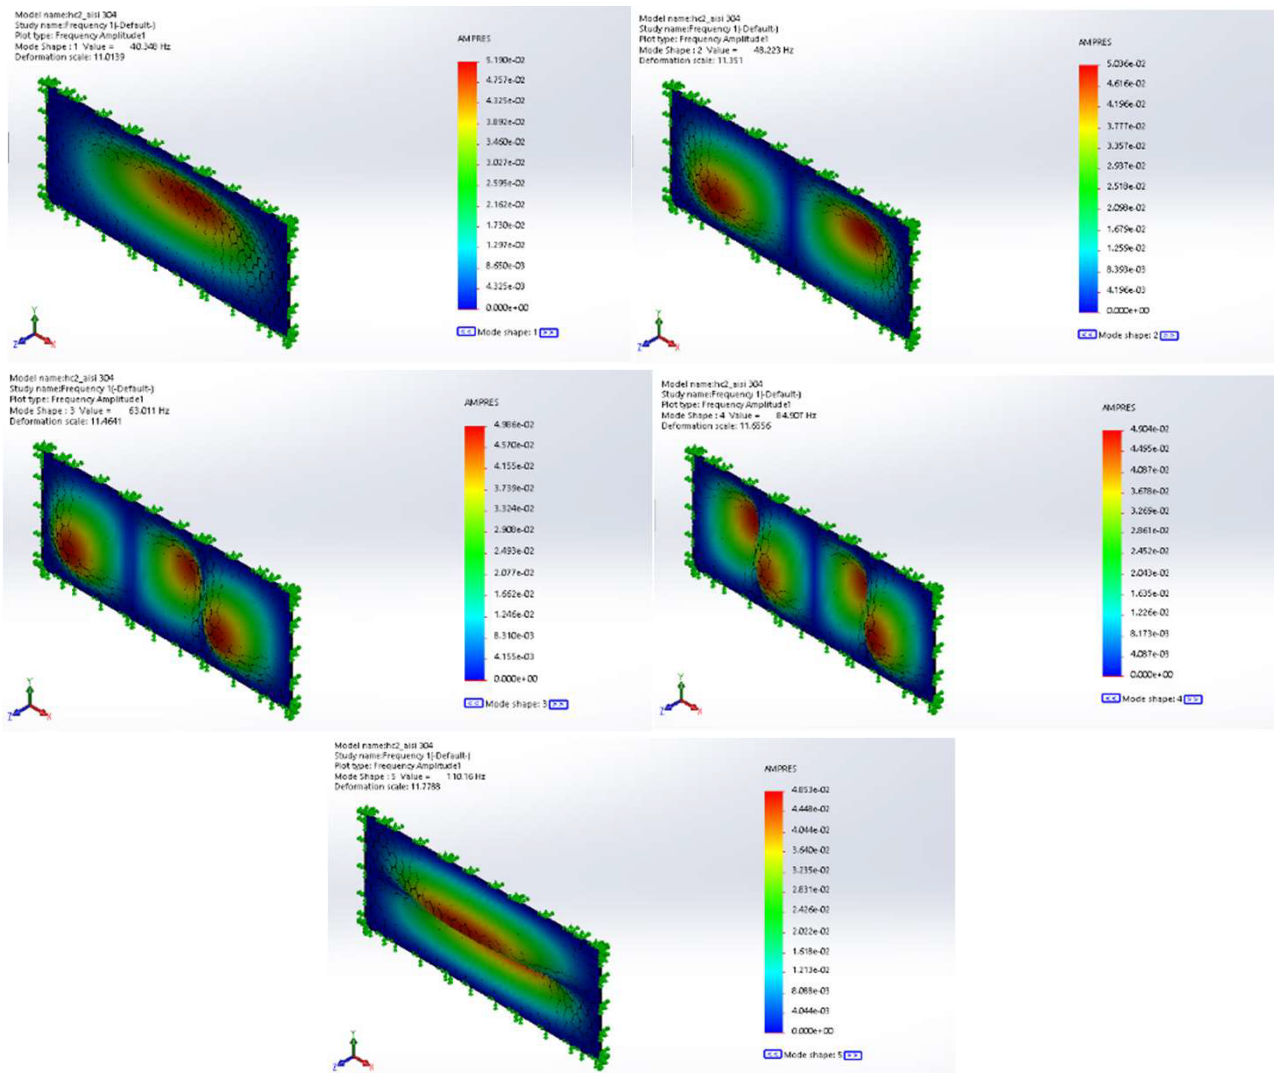 Model name:hc2_aisi 304
Study name:Frequency 1(-Default-)
Plot type: Frequency Amplitude1
Mode Shape : 1 Value = 40.348 Hz
Deformation scale: 11.0139
AMPRES
5.190e-02
4.757e-02
4.325e-02
3.892e-02
3.460e-02
3.027e-02
2.595e-02
2.162e-02
1.730e-02
1.297e-02
8.650e-03
4.325e-03
0.000e+00
Y
Z
X
<< Mode shape: 1 >>
Model name:hc2_aisi 304
Study name:Frequency 1(-Default-)
Plot type: Frequency Amplitude1
Mode Shape : 2 Value = 48.223 Hz
Deformation scale: 11.351
AMPRES
5.036e-02
4.616e-02
4.196e-02
3.777e-02
3.357e-02
2.937e-02
2.518e-02
2.098e-02
1.679e-02
1.259e-02
8.393e-03
4.196e-03
0.000e+00
Y
Z
X
<< Mode shape: 2 >>
Model name:hc2_aisi 304
Study name:Frequency 1(-Default-)
Plot type: Frequency Amplitude1
Mode Shape : 3 Value = 63.011 Hz
Deformation scale: 11.4641
AMPRES
4.986e-02
4.570e-02
4.155e-02
3.739e-02
3.324e-02
2.908e-02
2.493e-02
2.077e-02
1.662e-02
1.246e-02
8.310e-03
4.155e-03
0.000e+00
Y
Z
X
<< Mode shape: 3 >>
Model name:hc2_aisi 304
Study name:Frequency 1(-Default-)
Plot type: Frequency Amplitude1
Mode Shape : 4 Value = 84.907 Hz
Deformation scale: 11.6556
AMPRES
4.904e-02
4.495e-02
4.087e-02
3.678e-02
3.269e-02
2.861e-02
2.452e-02
2.043e-02
1.635e-02
1.226e-02
8.173e-03
4.087e-03
0.000e+00
Y
Z
X
<< Mode shape: 4 >>
Model name:hc2_aisi 304
Study name:Frequency 1(-Default-)
Plot type: Frequency Amplitude1
Mode Shape : 5 Value = 110.16 Hz
Deformation scale: 11.7788
AMPRES
4.853e-02
4.448e-02
4.044e-02
3.640e-02
3.235e-02
2.831e-02
2.426e-02
2.022e-02
1.618e-02
1.213e-02
8.088e-03
4.044e-03
0.000e+00
Y
Z
X
<< Mode shape: 5 >>